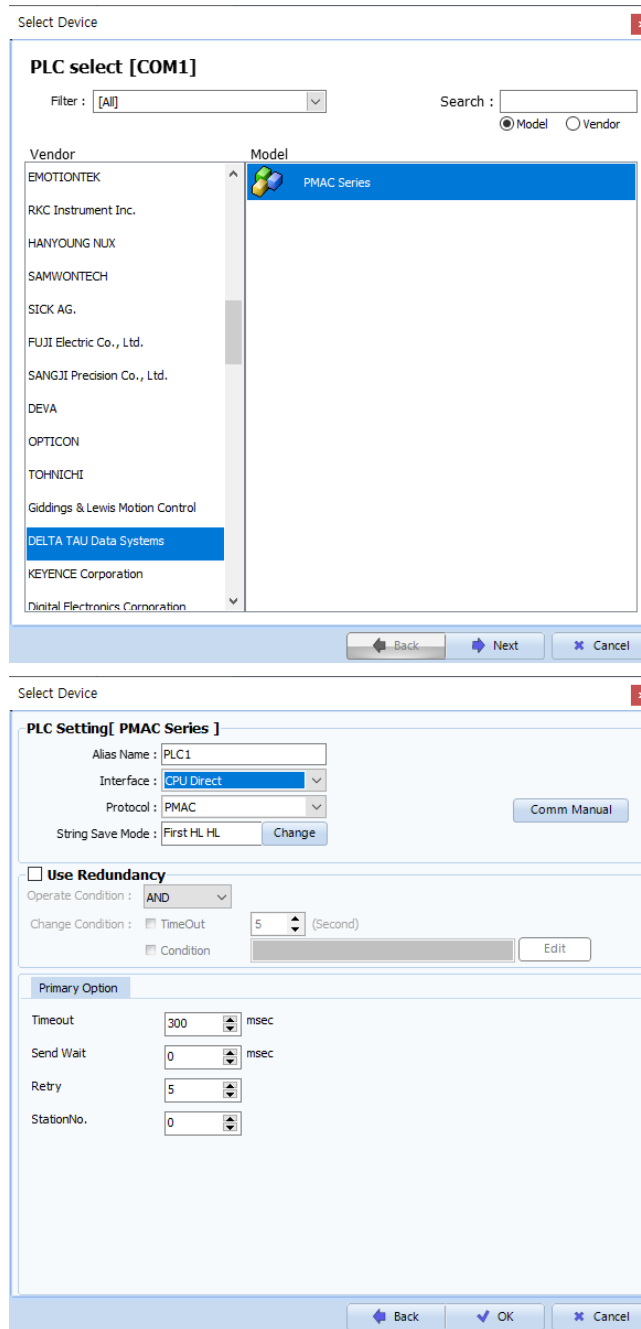 Select Device
PLC select [COM1]
Filter : [All] Search :
Model Vendor
Vendor Model
EMOTIONTEK PMAC Series
RKC Instrument Inc.
HANYOUNG NUX
SAMWONTECH
SICK AG.
FUJI Electric Co., Ltd.
SANGJI Precision Co., Ltd.
DEVA
OPTICON
TOHNICHI
Giddings & Lewis Motion Control
DELTA TAU Data Systems
KEYENCE Corporation
Digital Electronics Corporation
Back Next Cancel
Select Device
PLC Setting[ PMAC Series ]
Alias Name : PLC1
Interface : CPU Direct
Protocol : PMAC Comm Manual
String Save Mode : First HL HL Change
Use Redundancy
Operate Condition : AND
Change Condition : TimeOut 5 (Second)
Condition Edit
Primary Option
Timeout 300 msec
Send Wait 0 msec
Retry 5
StationNo. 0
Back OK Cancel